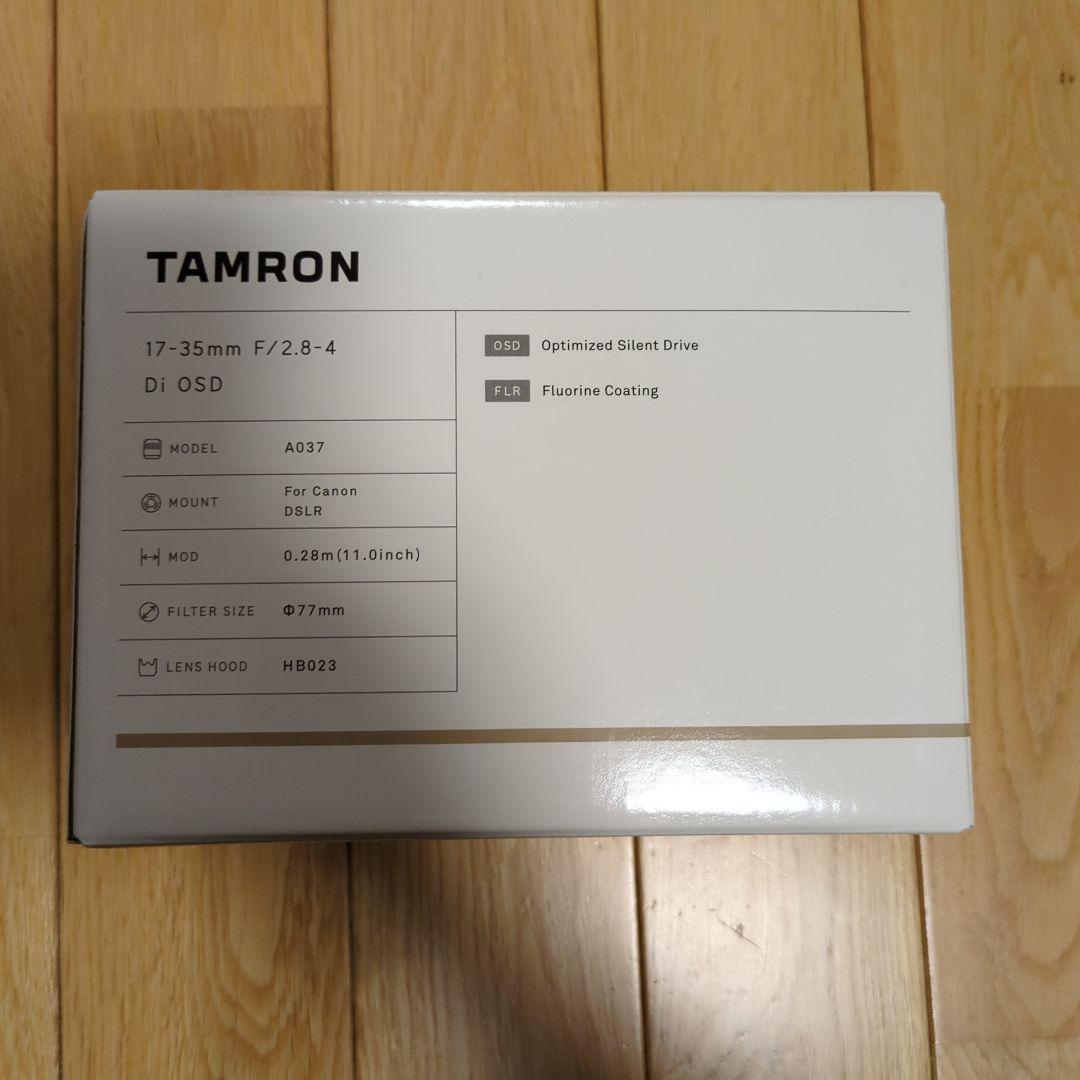 TAMRON
17-35mm F/2.8-4
Di OSD
MODEL A037
MOUNT For Canon
DSLR
MOD 0.28m(11.0inch)
FILTER SIZE Φ77mm
LENS HOOD HB023
OSD Optimized Silent Drive
FLR Fluorine Coating